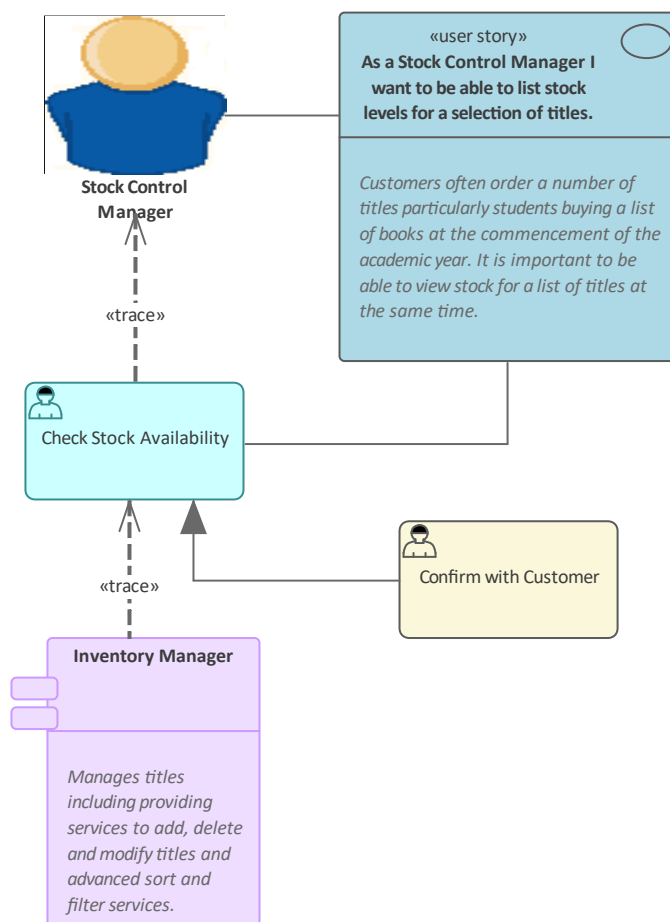 «user story»
As a Stock Control Manager I
want to be able to list stock
levels for a selection of titles.
Customers often order a number of
titles particularly students buying a list
of books at the commencement of the
academic year. It is important to be
able to view stock for a list of titles at
the same time.
Stock Control
Manager
«trace»
Check Stock Availability
Confirm with Customer
«trace»
Inventory Manager
Manages titles
including providing
services to add, delete
and modify titles and
advanced sort and
filter services.